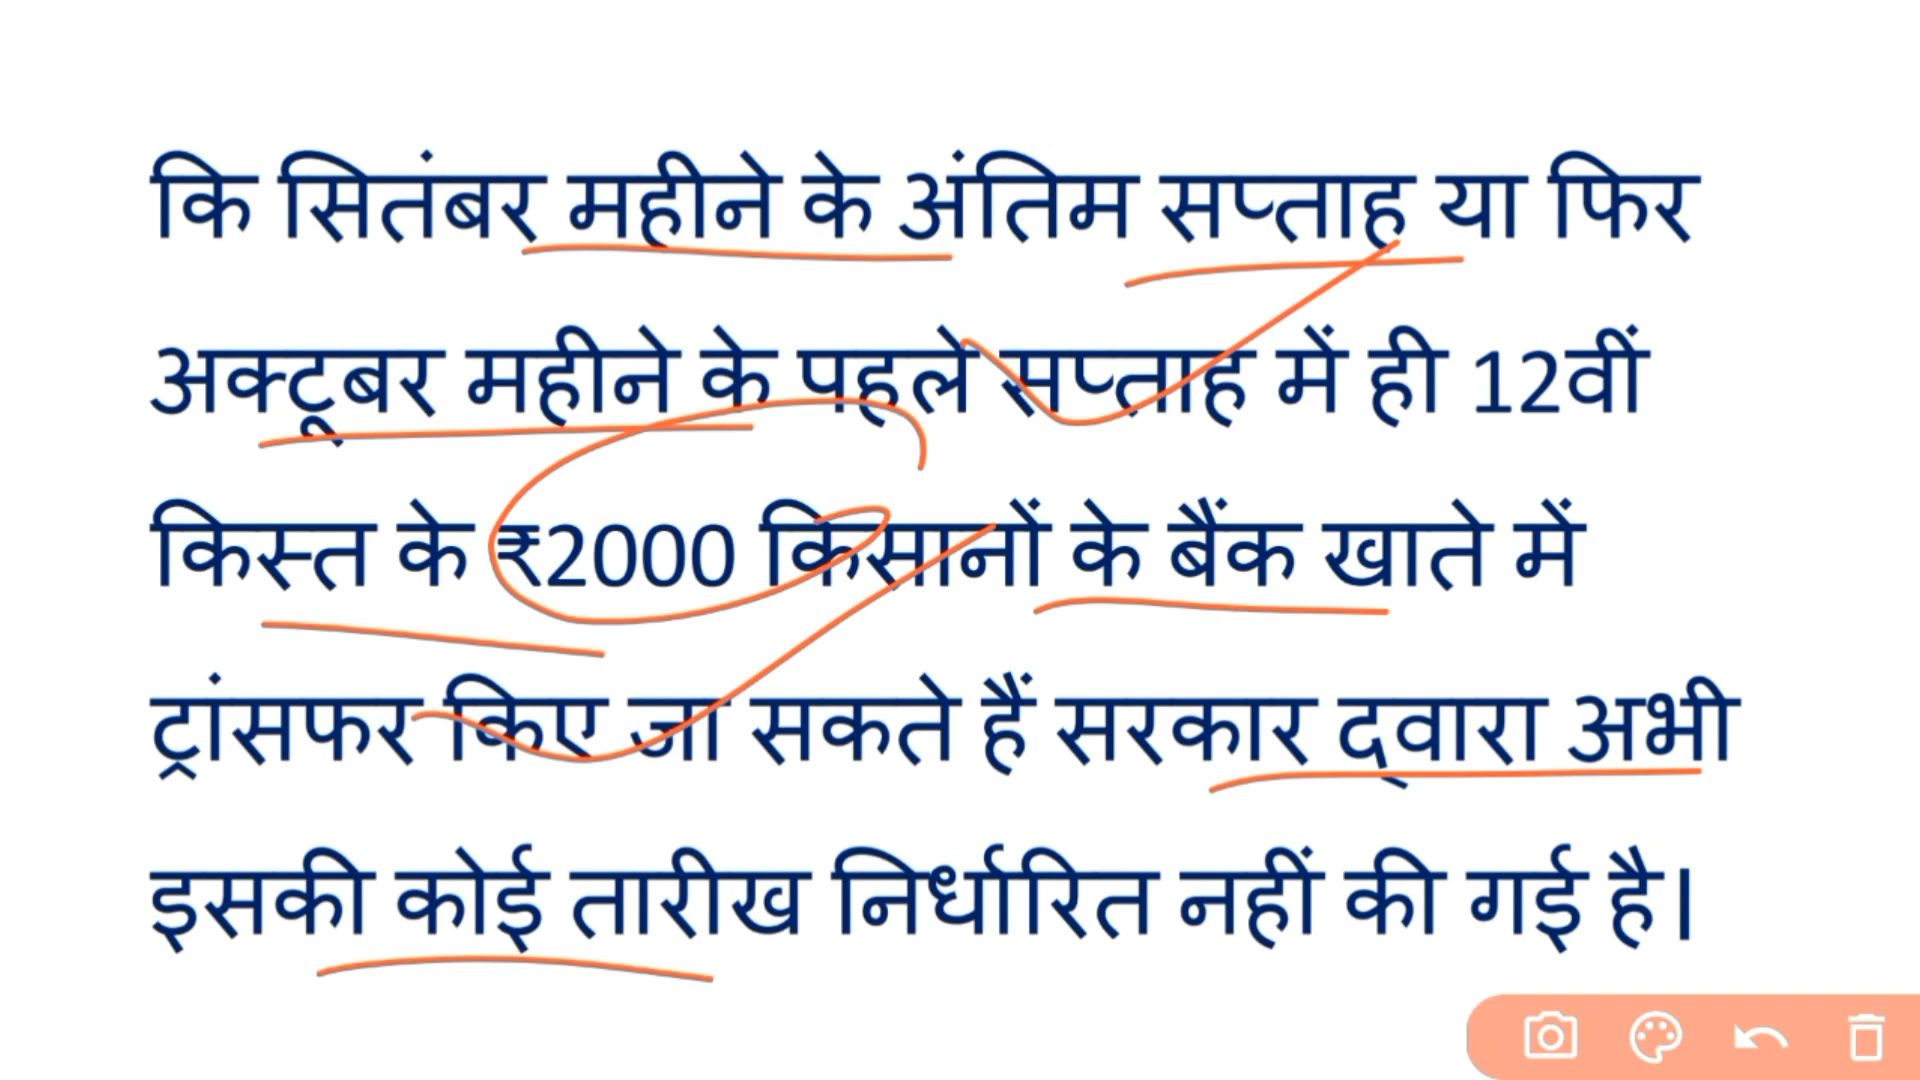 कि सितंबर महीने के अंतिम सप्ताह या फिर
अक्टूबर महीने के पहले सप्ताह में ही 12वीं
किस्त के ₹2000 किसानों के बैंक खाते में
ट्रांसफर किए जा सकते हैं सरकार द्वारा अभी
इसकी कोई तारीख निर्धारित नहीं की गई है।